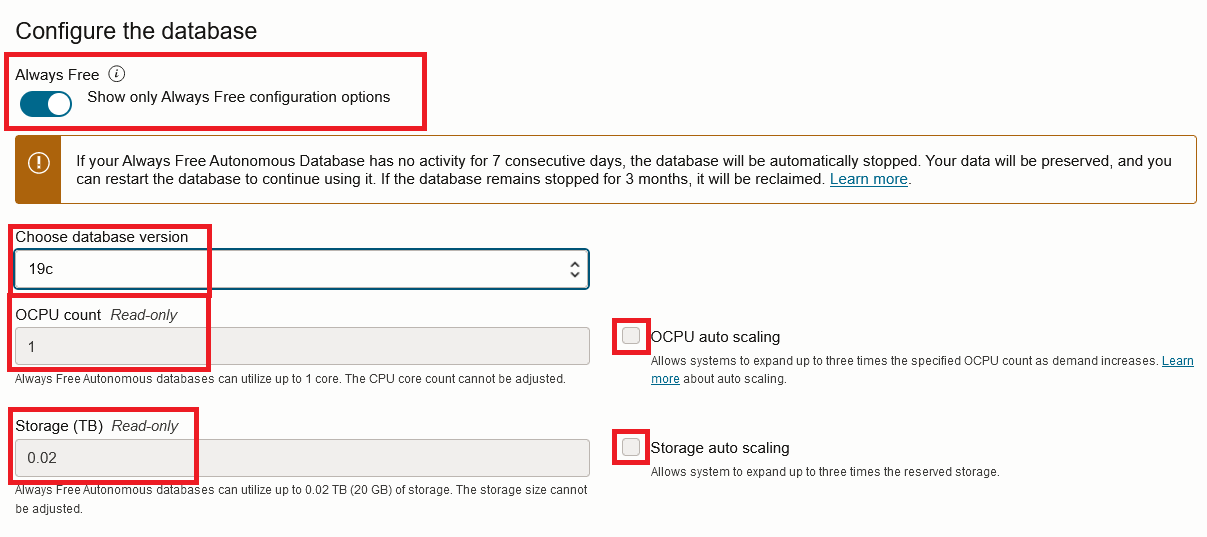 Configure the database
Always Free
Show only Always Free configuration options
If your Always Free Autonomous Database has no activity for 7 consecutive days, the database will be automatically stopped. Your data will be preserved, and you
can restart the database to continue using it. If the database remains stopped for 3 months, it will be reclaimed. Learn more.
Choose database version
19c
OCPU count Read-only
1
Always Free Autonomous databases can utilize up to 1 core. The CPU core count cannot be adjusted.
OCPU auto scaling
Allows systems to expand up to three times the specified OCPU count as demand increases. Learn
more about auto scaling.
Storage (TB) Read-only
0.02
Always Free Autonomous databases can utilize up to 0.02 TB (20 GB) of storage. The storage size cannot
be adjusted.
Storage auto scaling
Allows system to expand up to three times the reserved storage.